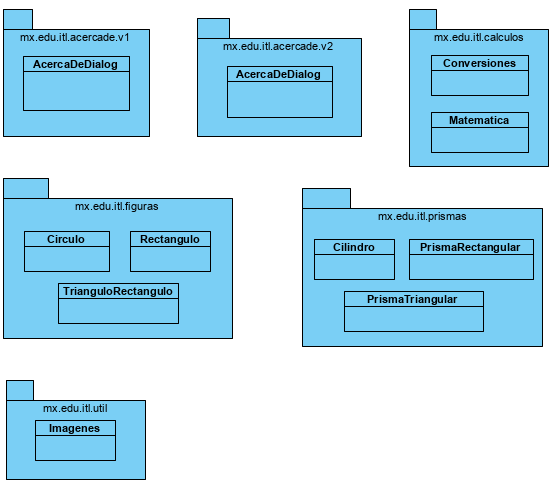 mx.edu.itl.acercade.v1
AcercaDeDialog
mx.edu.itl.acercade.v2
AcercaDeDialog
mx.edu.itl.calculos
Conversiones
Matematica
mx.edu.itl.figuras
Circulo
Rectangulo
TrianguloRectangulo
mx.edu.itl.prismas
Cilindro
PrismaRectangular
PrismaTriangular
mx.edu.itl.util
Imagenes